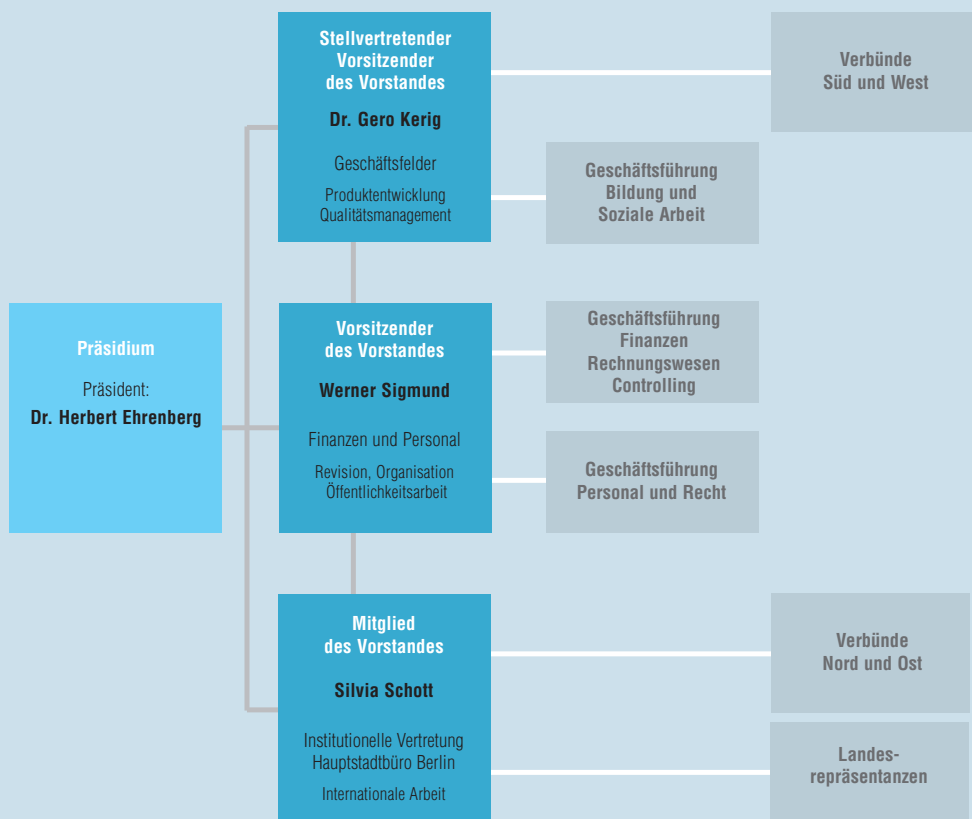 Präsidium
Präsident:
Dr. Herbert Ehrenberg
Stellvertretender
Vorsitzender
des Vorstandes
Dr. Gero Kerig
Geschäftsfelder
Produktentwicklung
Qualitätsmanagement
Verbünde
Süd und West
Geschäftsführung
Bildung und
Soziale Arbeit
Vorsitzender
des Vorstandes
Werner Sigmund
Finanzen und Personal
Revision, Organisation
Öffentlichkeitsarbeit
Geschäftsführung
Finanzen
Rechnungswesen
Controlling
Geschäftsführung
Personal und Recht
Mitglied
des Vorstandes
Silvia Schott
Institutionelle Vertretung
Hauptstadtbüro Berlin
Internationale Arbeit
Verbünde
Nord und Ost
Landes-
repräsentanzen